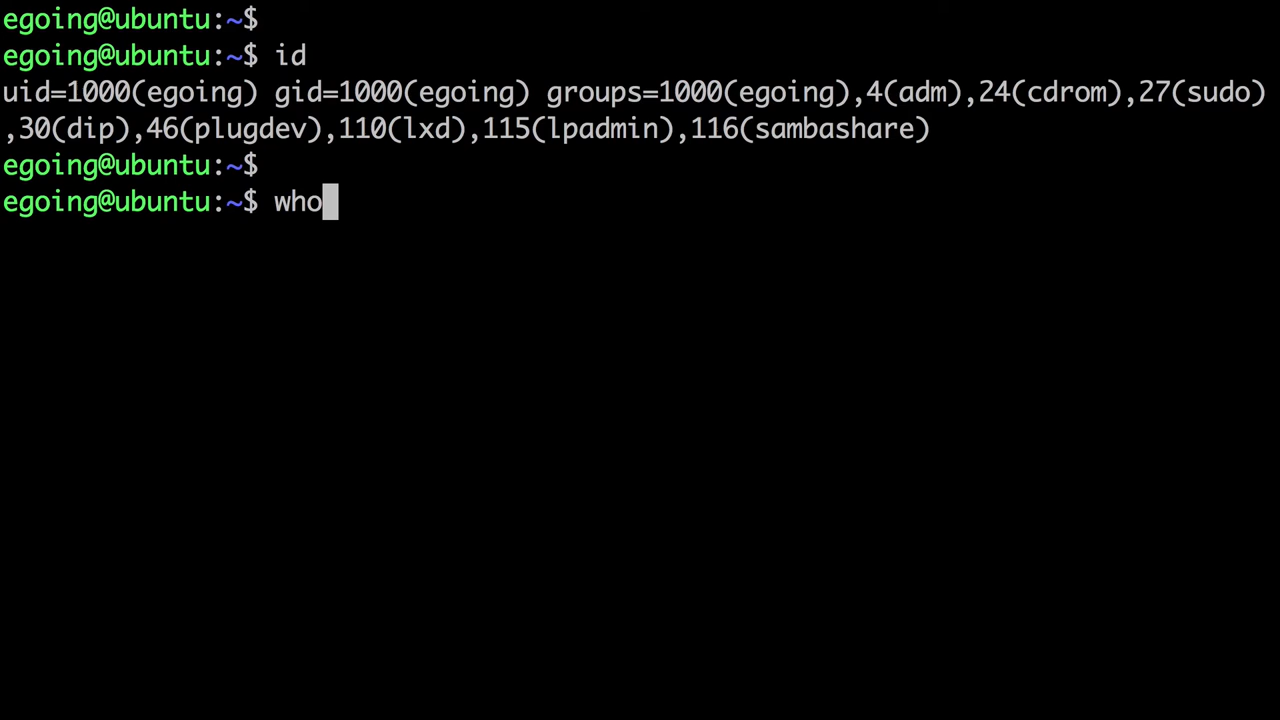 egoing@ubuntu:~$
egoing@ubuntu:~$ id
uid=1000(egoing) gid=1000(egoing) groups=1000(egoing),4(adm),24(cdrom),27(sudo)
,30(dip),46(plugdev),110(lxd),115(lpadmin),116(sambashare)
egoing@ubuntu:~$
egoing@ubuntu:~$ who